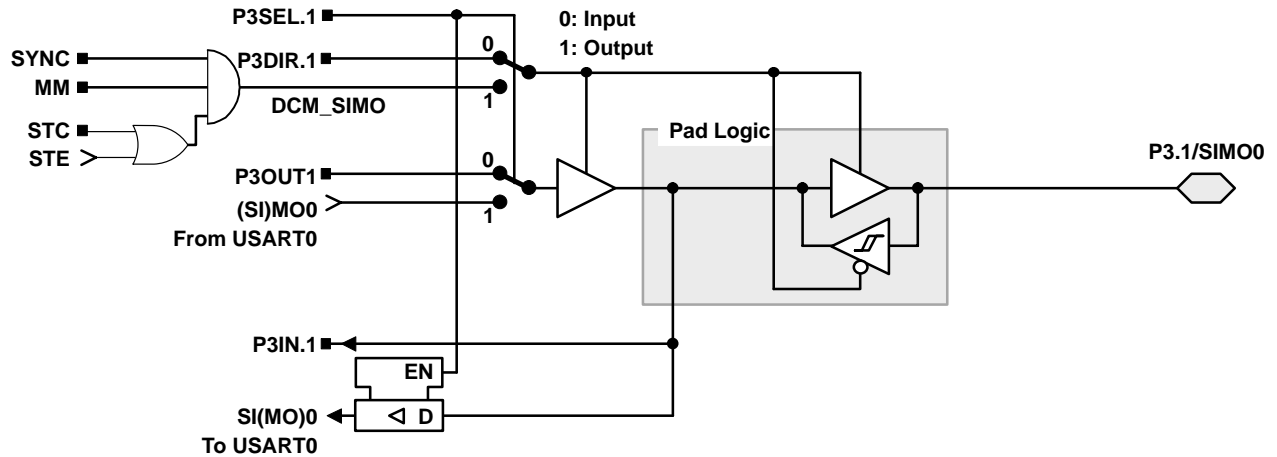 P3SEL.1
0: Input
1: Output
SYNC
P3DIR.1
0
MM
1
DCM_SIMO
STC
STE
Pad Logic
P3.1/SIMO0
P3OUT1
0
(SI)MO0
1
From USART0
P3IN.1
EN
SI(MO)0
D
To USART0